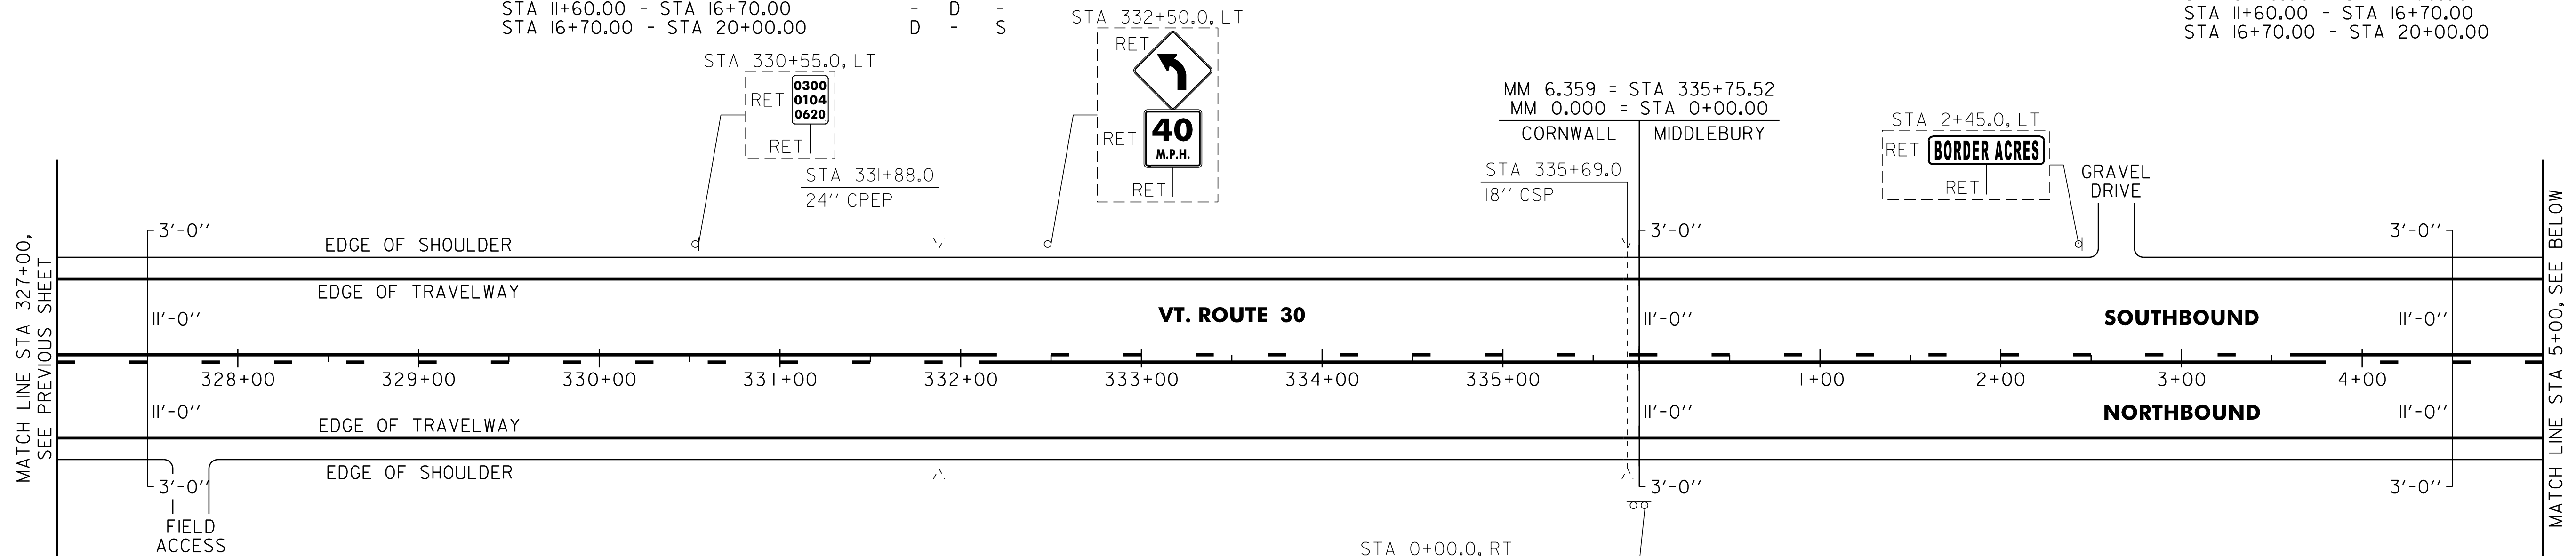 STA 11+60.00 - STA 16+70.00 - D -
STA 16+70.00 - STA 20+00.00 D - S
STA 11+60.00 - STA 16+70.00
STA 16+70.00 - STA 20+00.00
STA 330+55.0, LT
RET
0300
0104
0620
RET
STA 331+88.0
24'' CPEP
STA 332+50.0, LT
RET
RET
40
M.P.H.
RET
MM 6.359 = STA 335+75.52
MM 0.000 = STA 0+00.00
CORNWALL
MIDDLEBURY
STA 335+69.0
18'' CSP
STA 2+45.0, LT
RET
BORDER ACRES
RET
GRAVEL
DRIVE
MATCH LINE STA 327+00,
SEE PREVIOUS SHEET
3'-0''
EDGE OF SHOULDER
3'-0''
3'-0''
EDGE OF TRAVELWAY
11'-0''
VT. ROUTE 30
11'-0''
SOUTHBOUND
11'-0''
328+00
329+00
330+00
331+00
332+00
333+00
334+00
335+00
1+00
2+00
3+00
4+00
11'-0''
EDGE OF TRAVELWAY
11'-0''
NORTHBOUND
11'-0''
EDGE OF SHOULDER
3'-0''
3'-0''
3'-0''
FIELD
ACCESS
STA 0+00.0, RT
MATCH LINE STA 5+00, SEE BELOW